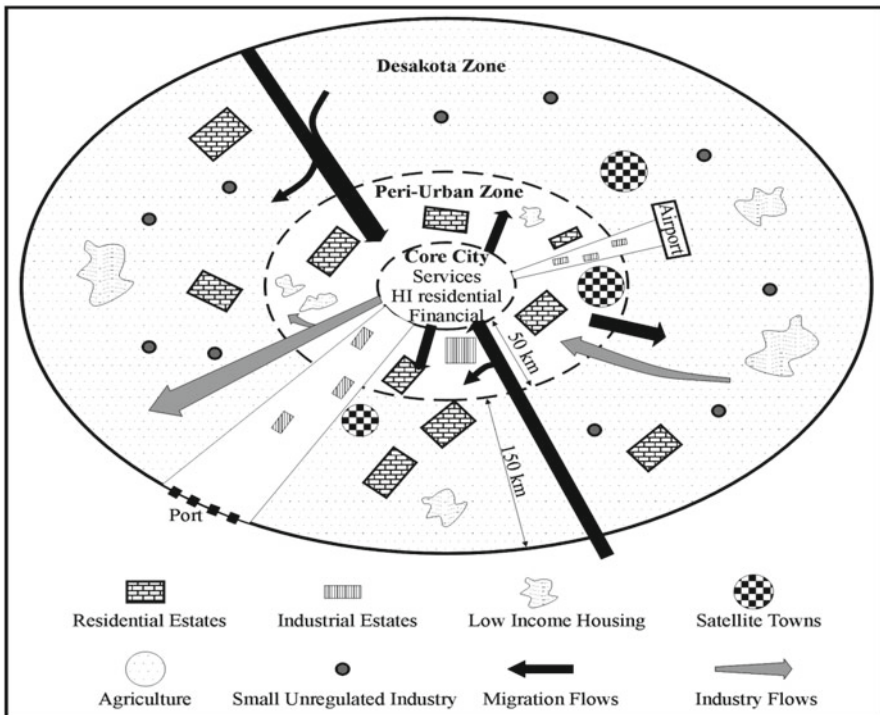 Desakota Zone
Peri-Urban Zone
Airport
Core City
Services
HI residential
Financial
50 km
150 km
Port
Residential Estates
Industrial Estates
Low Income Housing
Satellite Towns
Agriculture
Small Unregulated Industry
Migration Flows
Industry Flows